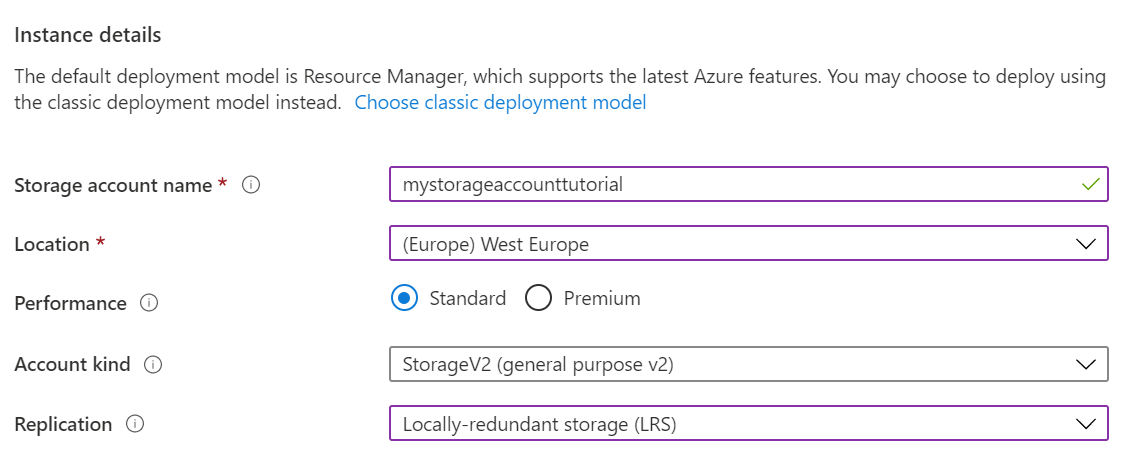 Instance details
The default deployment model is Resource Manager, which supports the latest Azure features. You may choose to deploy using
the classic deployment model instead. Choose classic deployment model
Storage account name * mystorageaccounttutorial
Location * (Europe) West Europe
Performance Standard Premium
Account kind StorageV2 (general purpose v2)
Replication Locally-redundant storage (LRS)